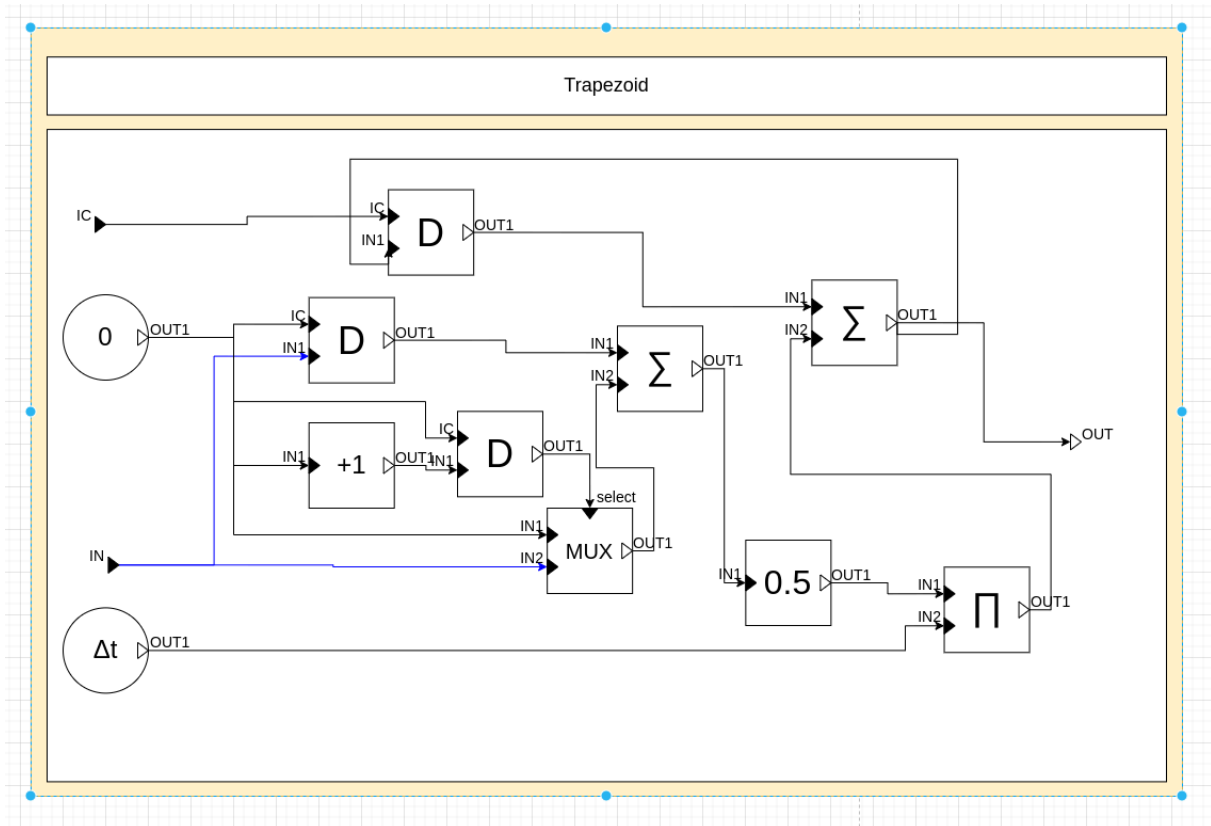 Trapezoid
IC
IC
IN1
D
OUT1
0
OUT1
IC
IN1
D
OUT1
IN1
IN2
Σ
OUT1
IN1
IN2
Σ
OUT1
OUT
IN1
+1
OUT1
IC
IN1
D
OUT1
select
IN
IN1
IN2
MUX
OUT1
IN1
0.5
OUT1
IN1
IN2
Π
OUT1
Δt
OUT1